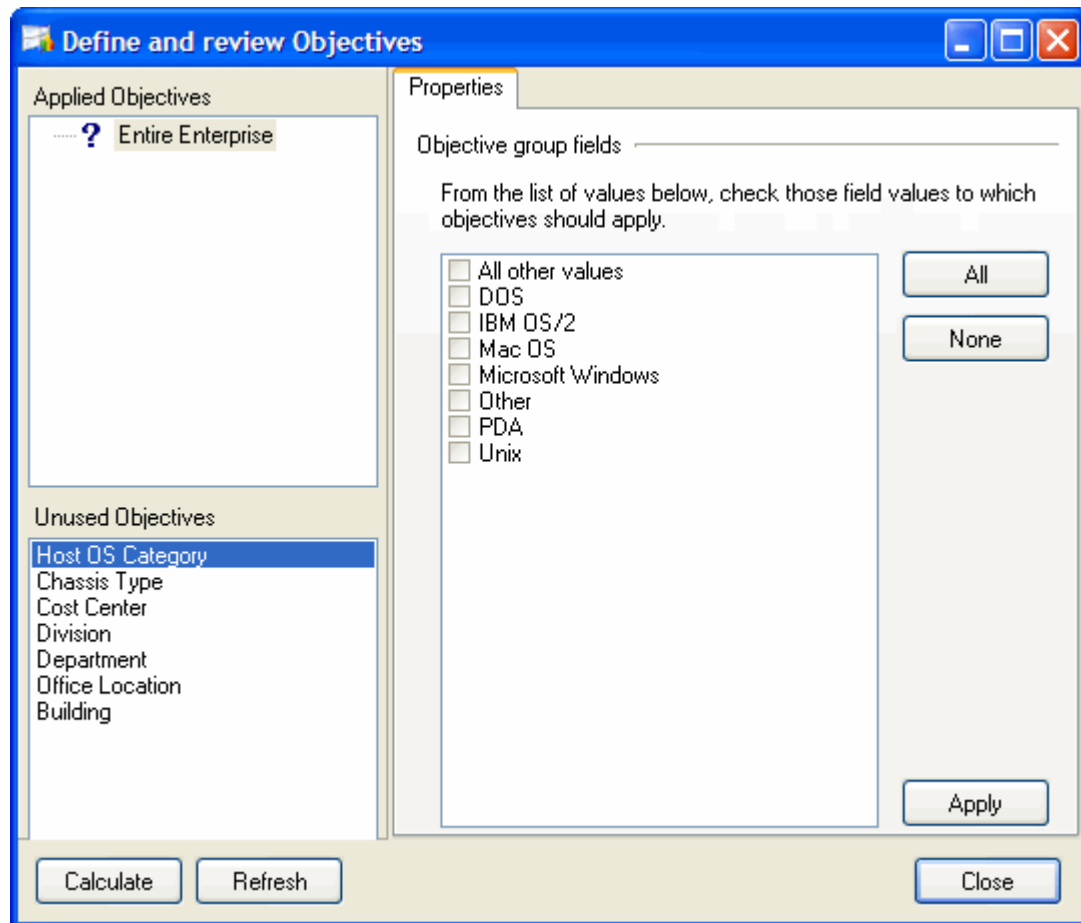 Define and review Objectives
Applied Objectives
? Entire Enterprise
Unused Objectives
Host OS Category
Chassis Type
Cost Center
Division
Department
Office Location
Building
Properties
Objective group fields
From the list of values below, check those field values to which
objectives should apply.
All other values
DOS
IBM OS/2
Mac OS
Microsoft Windows
Other
PDA
Unix
All
None
Apply
Calculate
Refresh
Close